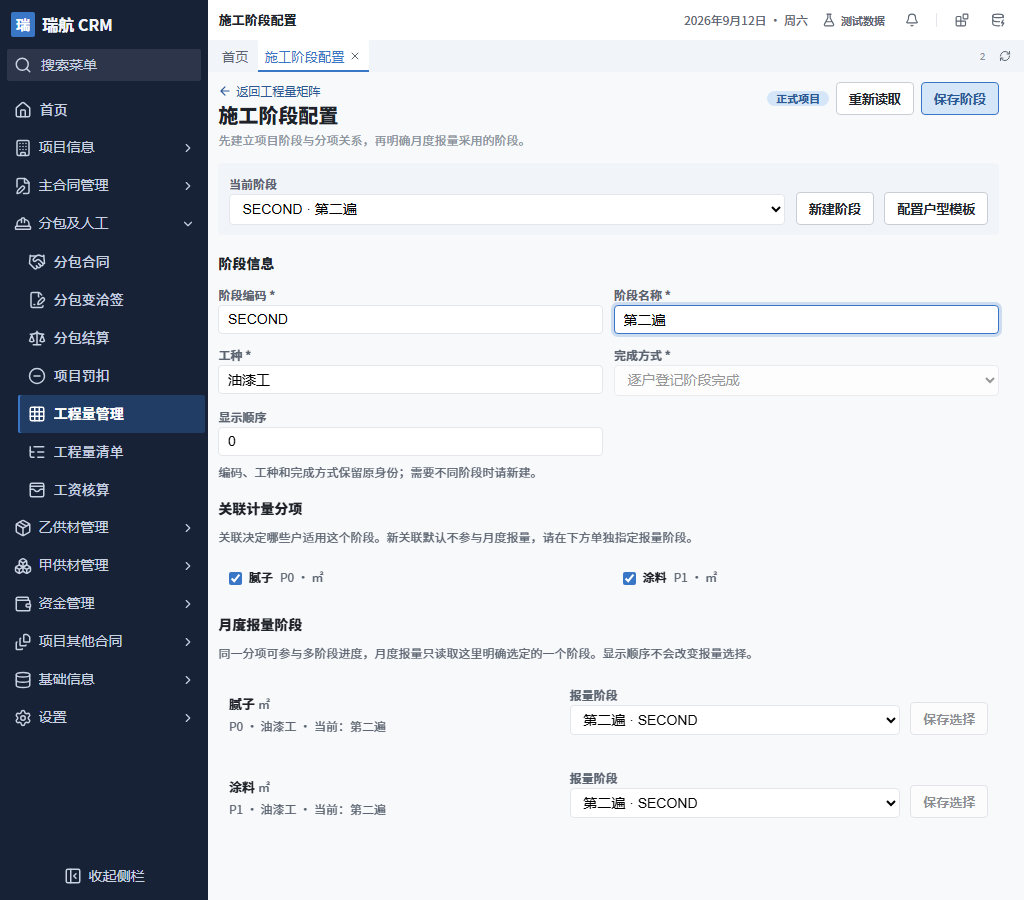 瑞 瑞航 CRM
搜索菜单
首页
项目信息
主合同管理
分包及人工
分包合同
分包变洽签
分包结算
项目罚扣
工程量管理
工程量清单
工资核算
乙供材管理
甲供材管理
资金管理
项目其他合同
基础信息
设置
收起侧栏
施工阶段配置
2026年9月12日 · 周六 测试数据
首页 施工阶段配置 × 2
← 返回工程量矩阵
施工阶段配置
先建立项目阶段与分项关系，再明确月度报量采用的阶段。
正式项目 重新读取 保存阶段
当前阶段
SECOND · 第二遍 新建阶段 配置户型模板
阶段信息
阶段编码 * 阶段名称 *
SECOND 第二遍
工种 * 完成方式 *
油漆工 逐户登记阶段完成
显示顺序
0
编码、工种和完成方式保留原身份；需要不同阶段时请新建。
关联计量分项
关联决定哪些户适用这个阶段。新关联默认不参与月度报量，请在下方单独指定报量阶段。
腻子 P0 · ㎡ 涂料 P1 · ㎡
月度报量阶段
同一分项可参与多阶段进度，月度报量只读取这里明确选定的一个阶段。显示顺序不会改变报量选择。
腻子 ㎡
P0 · 油漆工 · 当前：第二遍
报量阶段
第二遍 · SECOND 保存选择
涂料 ㎡
P1 · 油漆工 · 当前：第二遍
报量阶段
第二遍 · SECOND 保存选择